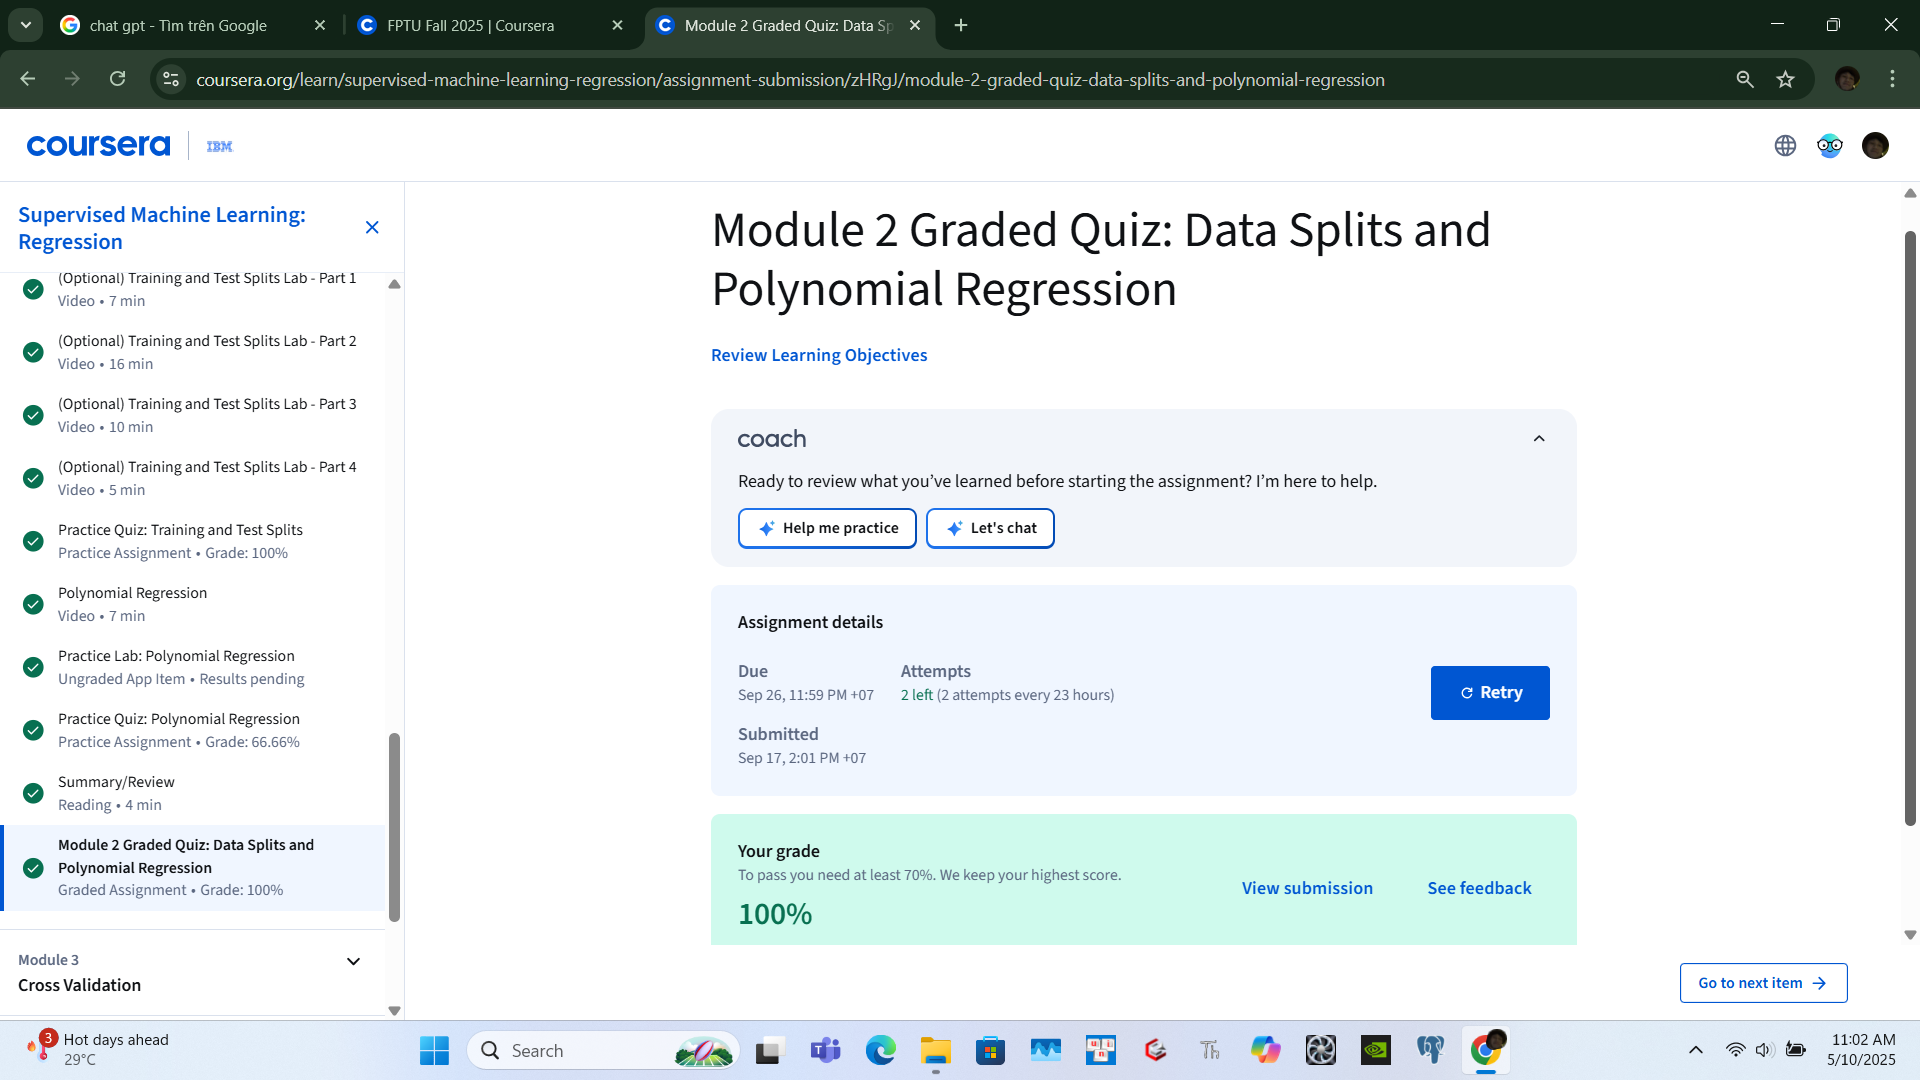 chat gpt - Tìm trên Google
FPTU Fall 2025 | Coursera
Module 2 Graded Quiz: Data Sp
coursera.org/learn/supervised-machine-learning-regression/assignment-submission/zHRgJ/module-2-graded-quiz-data-splits-and-polynomial-regression
coursera
IBM
Supervised Machine Learning:
Regression
(Optional) Training and Test Splits Lab - Part 1
Video • 7 min
(Optional) Training and Test Splits Lab - Part 2
Video • 16 min
(Optional) Training and Test Splits Lab - Part 3
Video • 10 min
(Optional) Training and Test Splits Lab - Part 4
Video • 5 min
Practice Quiz: Training and Test Splits
Practice Assignment • Grade: 100%
Polynomial Regression
Video • 7 min
Practice Lab: Polynomial Regression
Ungraded App Item • Results pending
Practice Quiz: Polynomial Regression
Practice Assignment • Grade: 66.66%
Summary/Review
Reading • 4 min
Module 2 Graded Quiz: Data Splits and
Polynomial Regression
Graded Assignment • Grade: 100%
Module 3
Cross Validation
Module 2 Graded Quiz: Data Splits and
Polynomial Regression
Review Learning Objectives
coach
Ready to review what you’ve learned before starting the assignment? I’m here to help.
Help me practice
Let's chat
Assignment details
Due
Sep 26, 11:59 PM +07
Attempts
2 left (2 attempts every 23 hours)
Submitted
Sep 17, 2:01 PM +07
Retry
Your grade
To pass you need at least 70%. We keep your highest score.
100%
View submission
See feedback
Go to next item
3
Hot days ahead
29°C
Search
Th
11:02 AM
5/10/2025